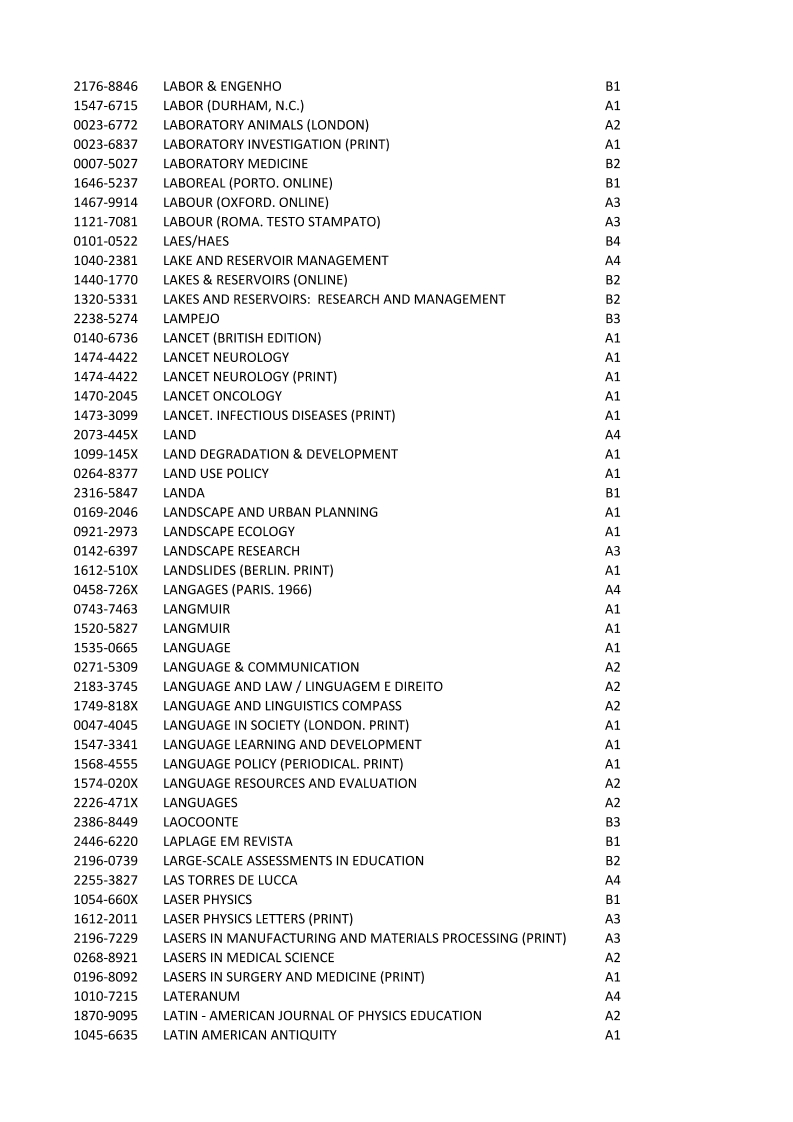 2176-8846 LABOR & ENGENHO B1
1547-6715 LABOR (DURHAM, N.C.) A1
0023-6772 LABORATORY ANIMALS (LONDON) A2
0023-6837 LABORATORY INVESTIGATION (PRINT) A1
0007-5027 LABORATORY MEDICINE B2
1646-5237 LABOREAL (PORTO. ONLINE) B1
1467-9914 LABOUR (OXFORD. ONLINE) A3
1121-7081 LABOUR (ROMA. TESTO STAMPATO) A3
0101-0522 LAES/HAES B4
1040-2381 LAKE AND RESERVOIR MANAGEMENT A4
1440-1770 LAKES & RESERVOIRS (ONLINE) B2
1320-5331 LAKES AND RESERVOIRS:  RESEARCH AND MANAGEMENT B2
2238-5274 LAMPEJO B3
0140-6736 LANCET (BRITISH EDITION) A1
1474-4422 LANCET NEUROLOGY A1
1474-4422 LANCET NEUROLOGY (PRINT) A1
1470-2045 LANCET ONCOLOGY A1
1473-3099 LANCET. INFECTIOUS DISEASES (PRINT) A1
2073-445X LAND A4
1099-145X LAND DEGRADATION & DEVELOPMENT A1
0264-8377 LAND USE POLICY A1
2316-5847 LANDA B1
0169-2046 LANDSCAPE AND URBAN PLANNING A1
0921-2973 LANDSCAPE ECOLOGY A1
0142-6397 LANDSCAPE RESEARCH A3
1612-510X LANDSLIDES (BERLIN. PRINT) A1
0458-726X LANGAGES (PARIS. 1966) A4
0743-7463 LANGMUIR A1
1520-5827 LANGMUIR A1
1535-0665 LANGUAGE A1
0271-5309 LANGUAGE & COMMUNICATION A2
2183-3745 LANGUAGE AND LAW / LINGUAGEM E DIREITO A2
1749-818X LANGUAGE AND LINGUISTICS COMPASS A2
0047-4045 LANGUAGE IN SOCIETY (LONDON. PRINT) A1
1547-3341 LANGUAGE LEARNING AND DEVELOPMENT A1
1568-4555 LANGUAGE POLICY (PERIODICAL. PRINT) A1
1574-020X LANGUAGE RESOURCES AND EVALUATION A2
2226-471X LANGUAGES A2
2386-8449 LAOCOONTE B3
2446-6220 LAPLAGE EM REVISTA B1
2196-0739 LARGE-SCALE ASSESSMENTS IN EDUCATION B2
2255-3827 LAS TORRES DE LUCCA A4
1054-660X LASER PHYSICS B1
1612-2011 LASER PHYSICS LETTERS (PRINT) A3
2196-7229 LASERS IN MANUFACTURING AND MATERIALS PROCESSING (PRINT) A3
0268-8921 LASERS IN MEDICAL SCIENCE A2
0196-8092 LASERS IN SURGERY AND MEDICINE (PRINT) A1
1010-7215 LATERANUM A4
1870-9095 LATIN - AMERICAN JOURNAL OF PHYSICS EDUCATION A2
1045-6635 LATIN AMERICAN ANTIQUITY A1